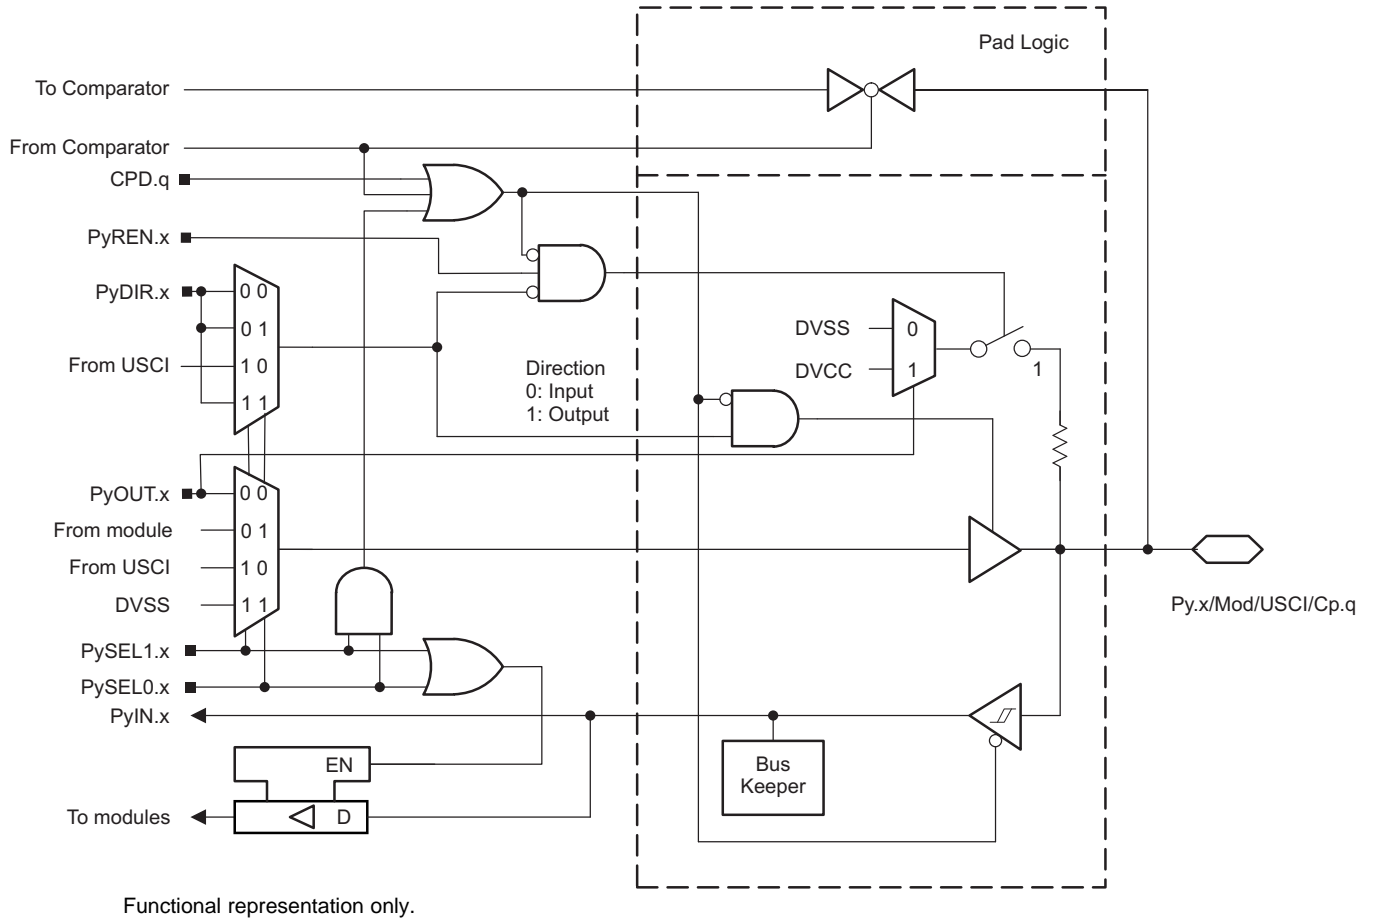 Pad Logic
To Comparator
From Comparator
CPD.q
PyREN.x
PyDIR.x
0 0
0 1
From USCI
1 0
1 1
Direction
0: Input
1: Output
DVSS
0
DVCC
1
1
PyOUT.x
0 0
From module
0 1
From USCI
1 0
DVSS
1 1
Py.x/Mod/USCI/Cp.q
PySEL1.x
PySEL0.x
PyIN.x
EN
Bus
Keeper
To modules
D
Functional representation only.